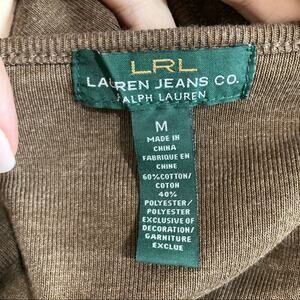 LRL
LAUREN JEANS CO.
RALPH LAUREN
M
MADE IN
CHINA
FABRIQUE EN
CHINE
60%COTTON/
COTON
40%
POLYESTER/
POLYESTER
EXCLUSIVE OF
DECORATION/
GARNITURE
EXCLUE